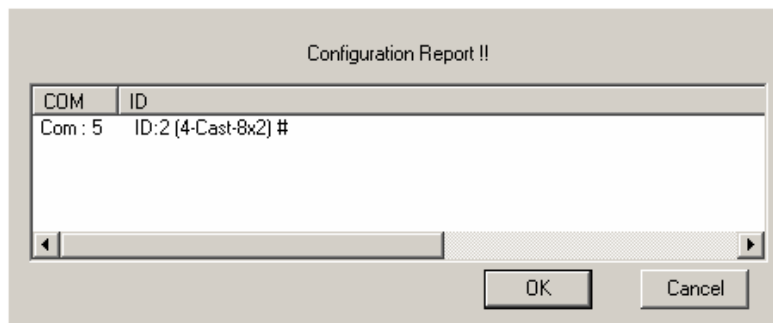 Configuration Report !!
COM ID
Com : 5 ID:2 (4-Cast-8x2) #
OK Cancel